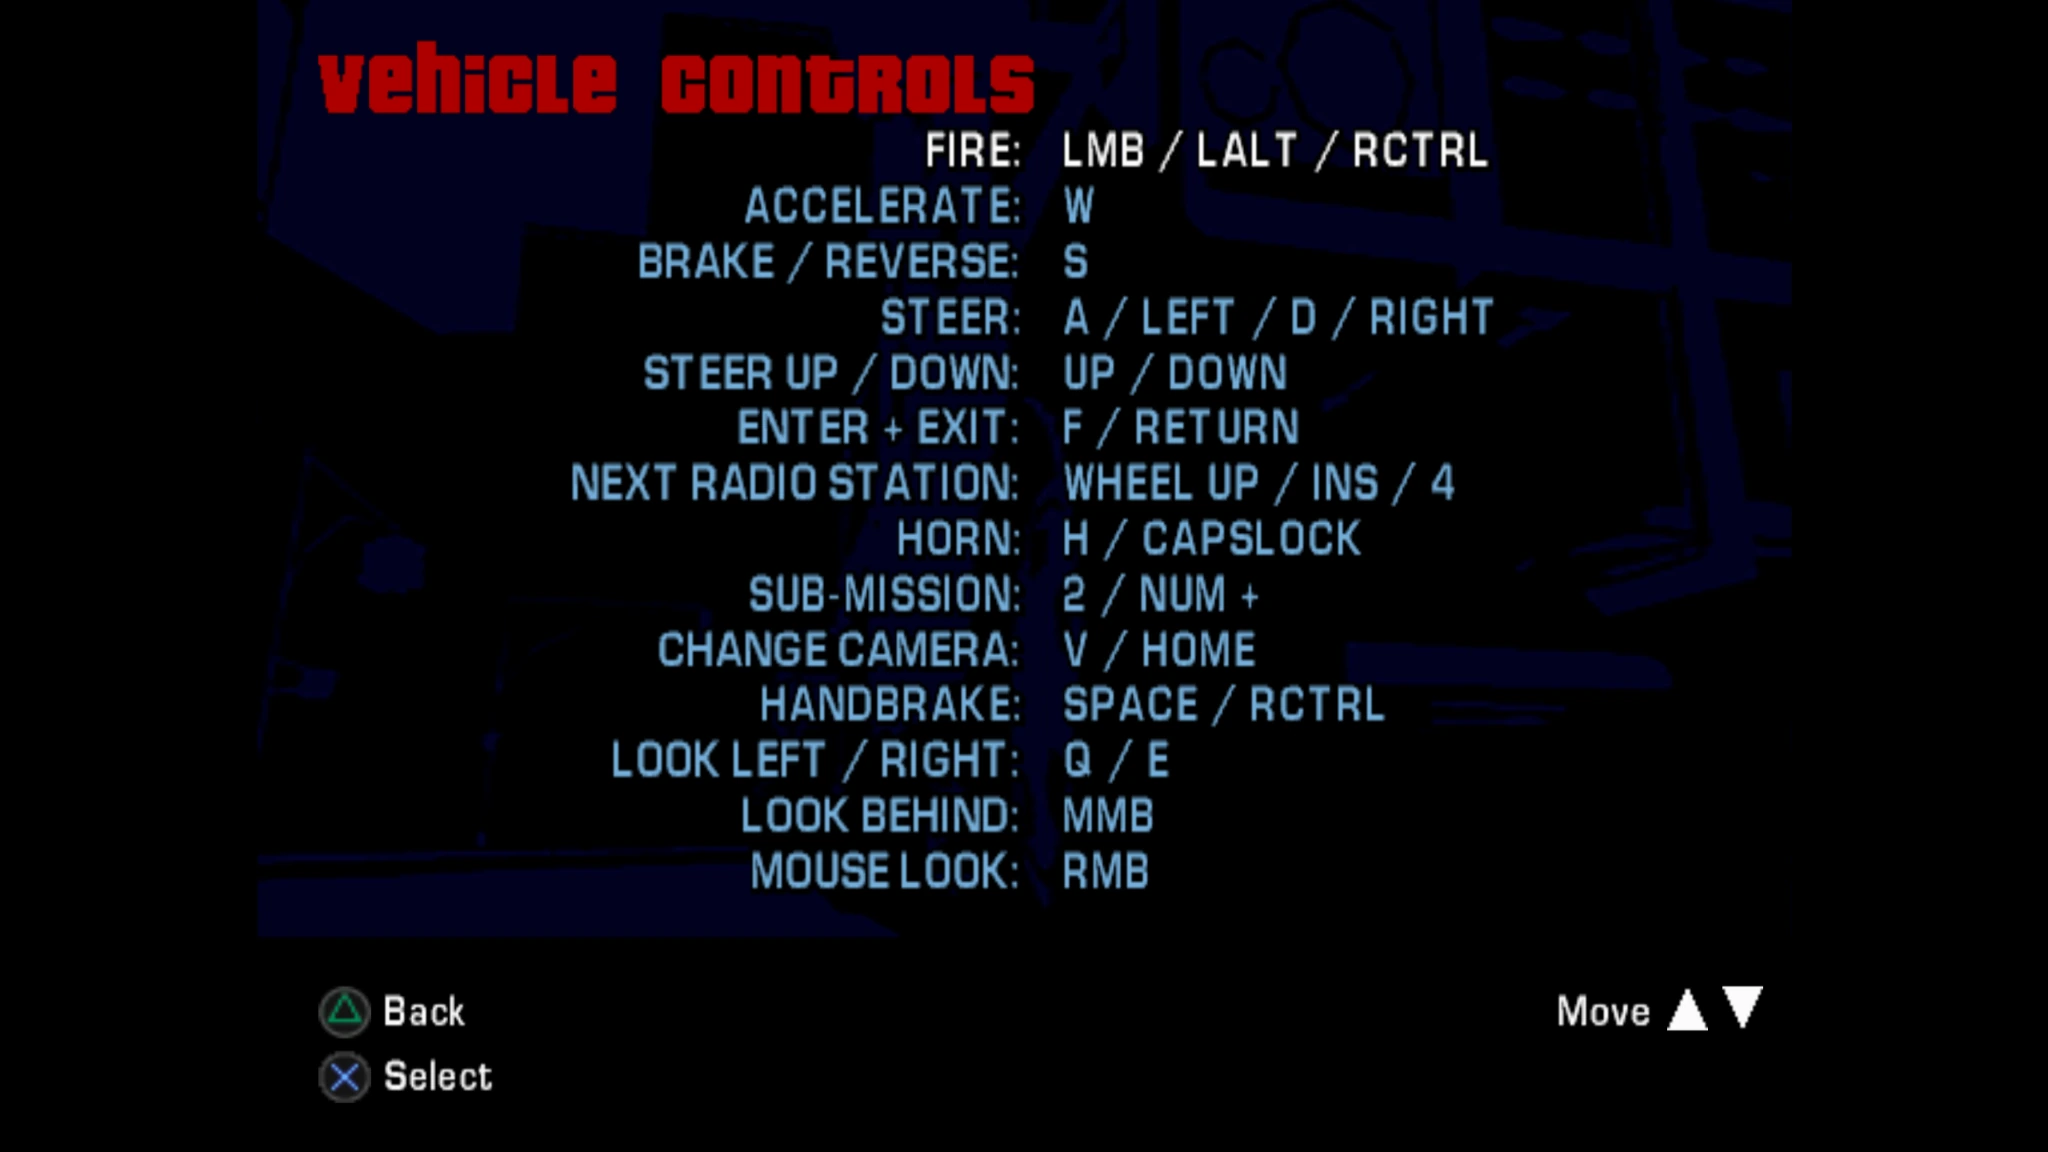 Vehicle Controls
FIRE: LMB / LALT / RCTRL
ACCELERATE: W
BRAKE / REVERSE: S
STEER: A / LEFT / D / RIGHT
STEER UP / DOWN: UP / DOWN
ENTER + EXIT: F / RETURN
NEXT RADIO STATION: WHEEL UP / INS / 4
HORN: H / CAPSLOCK
SUB-MISSION: 2 / NUM +
CHANGE CAMERA: V / HOME
HANDBRAKE: SPACE / RCTRL
LOOK LEFT / RIGHT: Q / E
LOOK BEHIND: MMB
MOUSE LOOK: RMB
Back
Move
Select